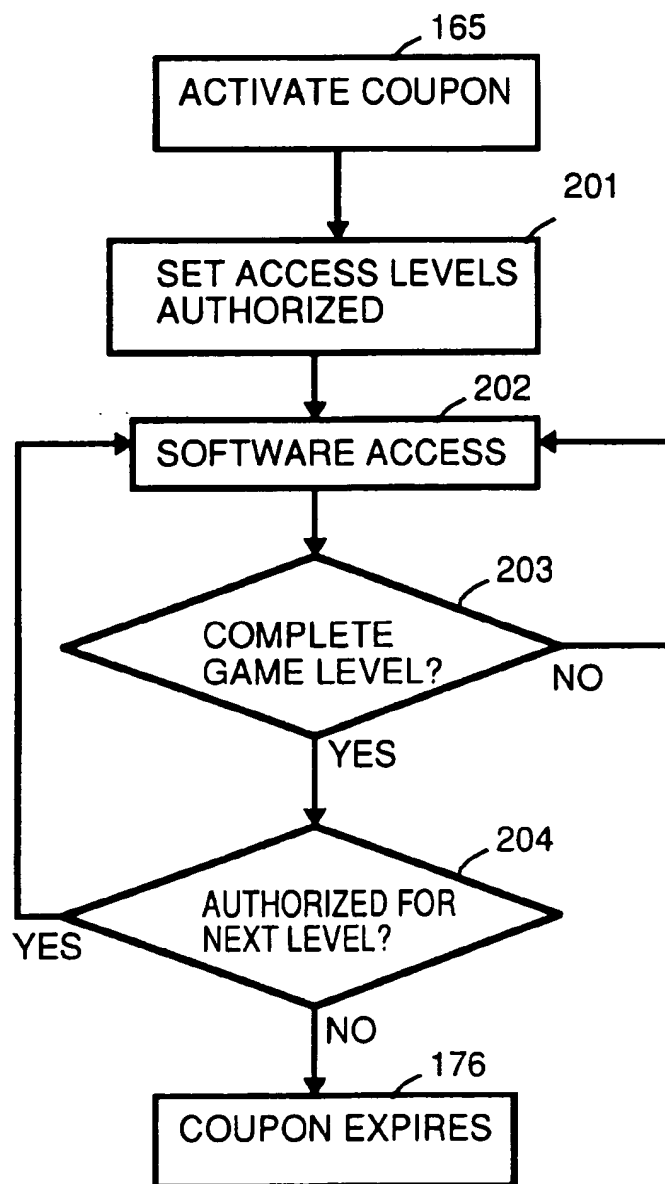 165
ACTIVATE COUPON
201
SET ACCESS LEVELS
AUTHORIZED
202
SOFTWARE ACCESS
203
COMPLETE
GAME LEVEL?
NO
YES
204
AUTHORIZED FOR
NEXT LEVEL?
YES
NO
176
COUPON EXPIRES